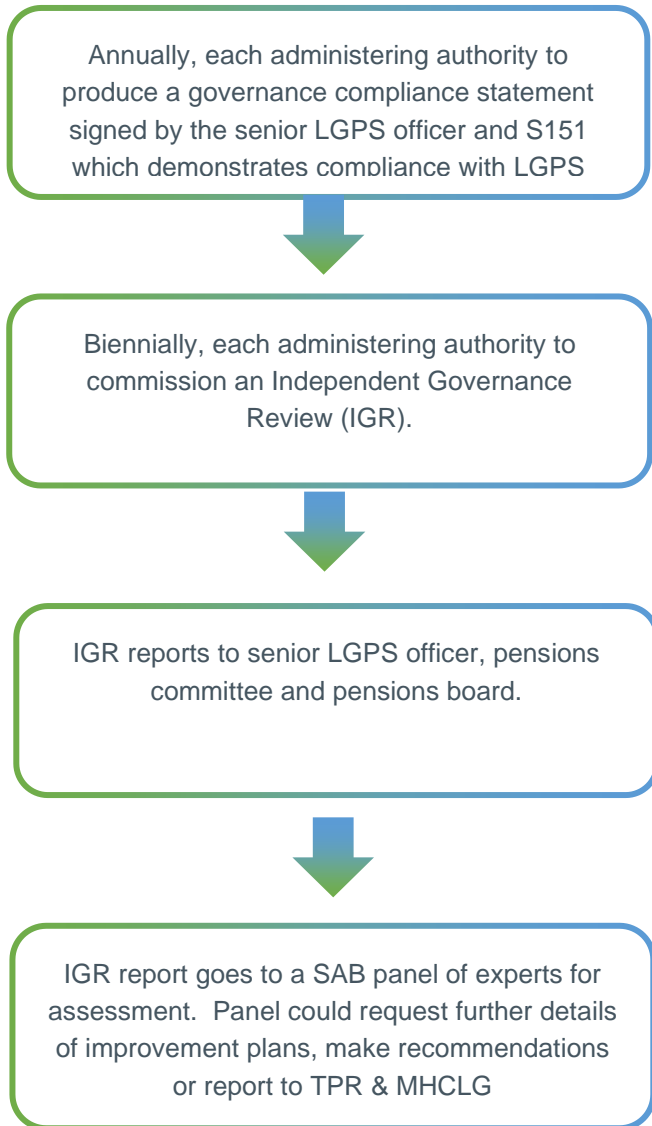 Annually, each administering authority to
produce a governance compliance statement
signed by the senior LGPS officer and S151
which demonstrates compliance with LGPS
Biennially, each administering authority to
commission an Independent Governance
Review (IGR).
IGR reports to senior LGPS officer, pensions
committee and pensions board.
IGR report goes to a SAB panel of experts for
assessment.  Panel could request further details
of improvement plans, make recommendations
or report to TPR & MHCLG